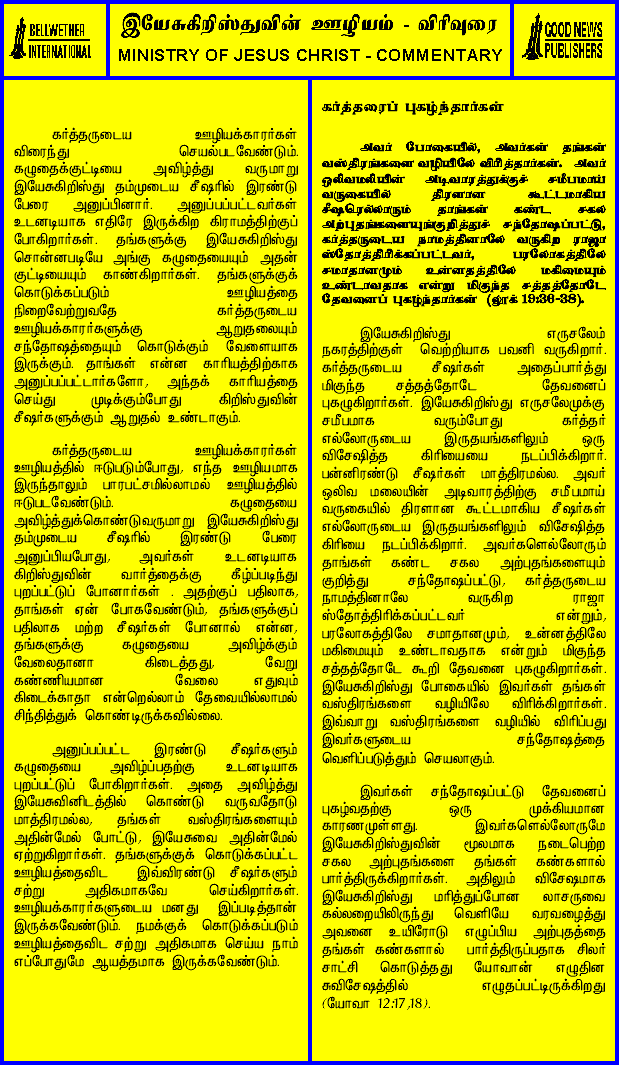 BELLWETHER
INTERNATIONAL
இயேசுகிறிஸ்துவின் ஊழியம் - விரிவுரை
MINISTRY OF JESUS CHRIST - COMMENTARY
GOOD NEWS
PUBLISHERS
கர்த்தருடைய ஊழியக்காரர்கள்
விரைந்து செயல்படவேண்டும்.
கழுதைக்குட்டியை அவிழ்த்து வருமாறு
இயேசுகிறிஸ்து தம்முடைய சீஷரில் இரண்டு
பேரை அனுப்பினார். அனுப்பப்பட்டவர்கள்
உடனடியாக எதிரே இருக்கிற கிராமத்திற்குப்
போகிறார்கள். தங்களுக்கு இயேசுகிறிஸ்து
சொன்னபடியே அங்கு கழுதையையும் அதன்
குட்டியையும் காண்கிறார்கள். தங்களுக்குக்
கொடுக்கப்படும் ஊழியத்தை
நிறைவேற்றுவதே கர்த்தருடைய
ஊழியக்காரர்களுக்கு ஆறுதலையும்
சந்தோஷத்தையும் கொடுக்கும் வேளையாக
இருக்கும். தாங்கள் என்ன காரியத்திற்காக
அனுப்பப்பட்டார்களோ, அந்தக் காரியத்தை
செய்து முடிக்கும்போது கிறிஸ்துவின்
சீஷர்களுக்கும் ஆறுதல் உண்டாகும்.
கர்த்தருடைய ஊழியக்காரர்கள்
ஊழியத்தில் ஈடுபடும்போது, எந்த ஊழியமாக
இருந்தாலும் பாரபட்சமில்லாமல் ஊழியத்தில்
ஈடுபடவேண்டும். கழுதையை
அவிழ்த்துக்கொண்டுவருமாறு இயேசுகிறிஸ்து
தம்முடைய சீஷரில் இரண்டு பேரை
அனுப்பியபோது, அவர்கள் உடனடியாக
கிறிஸ்துவின் வார்த்தைக்கு கீழ்ப்படிந்து
புறப்பட்டுப் போனார்கள் . அதற்குப் பதிலாக,
தாங்கள் ஏன் போகவேண்டும், தங்களுக்குப்
பதிலாக மற்ற சீஷர்கள் போனால் என்ன,
தங்களுக்கு கழுதையை அவிழ்க்கும்
வேலைதானா கிடைத்தது, வேறு
கண்ணியமான வேலை எதுவும்
கிடைக்காதா என்றெல்லாம் தேவையில்லாமல்
சிந்தித்துக் கொண்டிருக்கவில்லை.
அனுப்பப்பட்ட இரண்டு சீஷர்களும்
கழுதையை அவிழ்ப்பதற்கு உடனடியாக
புறப்பட்டுப் போகிறார்கள். அதை அவிழ்த்து
இயேசுவினிடத்தில் கொண்டு வருவதோடு
மாத்திரமல்ல, தங்கள் வஸ்திரங்களையும்
அதின்மேல் போட்டு, இயேசுவை அதின்மேல்
ஏற்றுகிறார்கள். தங்களுக்குக் கொடுக்கப்பட்ட
ஊழியத்தைவிட இவ்விரண்டு சீஷர்களும்
சற்று அதிகமாகவே செய்கிறார்கள்.
ஊழியக்காரர்களுடைய மனது இப்படித்தான்
இருக்கவேண்டும். நமக்குக் கொடுக்கப்படும்
ஊழியத்தைவிட சற்று அதிகமாக செய்ய நாம்
எப்போதுமே ஆயத்தமாக இருக்கவேண்டும்.
கர்த்தரைப் புகழ்ந்தார்கள்
அவர் போகையில், அவர்கள் தங்கள்
வஸ்திரங்களை வழியிலே விரித்தார்கள். அவர்
ஒலிவமலியின் அடிவாரத்துக்குச் சமீபமாய்
வருகையில் திரளான கூட்டமாகிய
சீஷரெல்லாரும் தாங்கள் கண்ட சகல
அற்புதங்களையுங்குறித்துச் சந்தோஷப்பட்டு,
கர்த்தருடைய நாமத்தினாலே வருகிற ராஜா
ஸ்தோத்திரிக்கப்பட்டவர், பரலோகத்திலே
சமாதானமும் உன்னதத்திலே மகிமையும்
உண்டாவதாக என்று மிகுந்த சத்தத்தோடே
தேவனைப் புகழ்ந்தார்கள் (லூக் 19:36-38).
இயேசுகிறிஸ்து எருசலேம்
நகரத்திற்குள் வெற்றியாக பவனி வருகிறார்.
கர்த்தருடைய சீஷர்கள் அதைப்பார்த்து
மிகுந்த சத்தத்தோடே தேவனைப்
புகழுகிறார்கள். இயேசுகிறிஸ்து எருசலேமுக்கு
சமீபமாக வரும்போது கர்த்தர்
எல்லோருடைய இருதயங்களிலும் ஒரு
விசேஷித்த கிரியையை நடப்பிக்கிறார்.
பன்னிரண்டு சீஷர்கள் மாத்திரமல்ல. அவர்
ஒலிவ மலையின் அடிவாரத்திற்கு சமீபமாய்
வருகையில் திரளான கூட்டமாகிய சீஷர்கள்
எல்லோருடைய இருதயங்களிலும் விசேஷித்த
கிரியை நடப்பிக்கிறார். அவர்களெல்லோரும்
தாங்கள் கண்ட சகல அற்புதங்களையும்
குறித்து சந்தோஷப்பட்டு, கர்த்தருடைய
நாமத்தினாலே வருகிற ராஜா
ஸ்தோத்திரிக்கப்பட்டவர் என்றும்,
பரலோகத்திலே சமாதானமும், உன்னத்திலே
மகிமையும் உண்டாவதாக என்றும் மிகுந்த
சத்தத்தோடே கூறி தேவனை புகழுகிறார்கள்.
இயேசுகிறிஸ்து போகையில் இவர்கள் தங்கள்
வஸ்திரங்களை வழியிலே விரிக்கிறார்கள்.
இவ்வாறு வஸ்திரங்களை வழியில் விரிப்பது
இவர்களுடைய சந்தோஷத்தை
வெளிப்படுத்தும் செயலாகும்.
இவர்கள் சந்தோஷப்பட்டு தேவனைப்
புகழ்வதற்கு ஒரு முக்கியமான
காரணமுள்ளது. இவர்களெல்லோருமே
இயேசுகிறிஸ்துவின் மூலமாக நடைபெற்ற
சகல அற்புதங்களை தங்கள் கண்களால்
பார்த்திருக்கிறார்கள். அதிலும் விசேஷமாக
இயேசுகிறிஸ்து மரித்துப்போன லாசருவை
கல்லறையிலிருந்து வெளியே வரவழைத்து
அவனை உயிரோடு எழுப்பிய அற்புதத்தை
தங்கள் கண்களால் பார்த்திருப்பதாக சிலர்
சாட்சி கொடுத்தது யோவான் எழுதின
சுவிசேஷத்தில் எழுதப்பட்டிருக்கிறது
(யோவா 12:17,18).